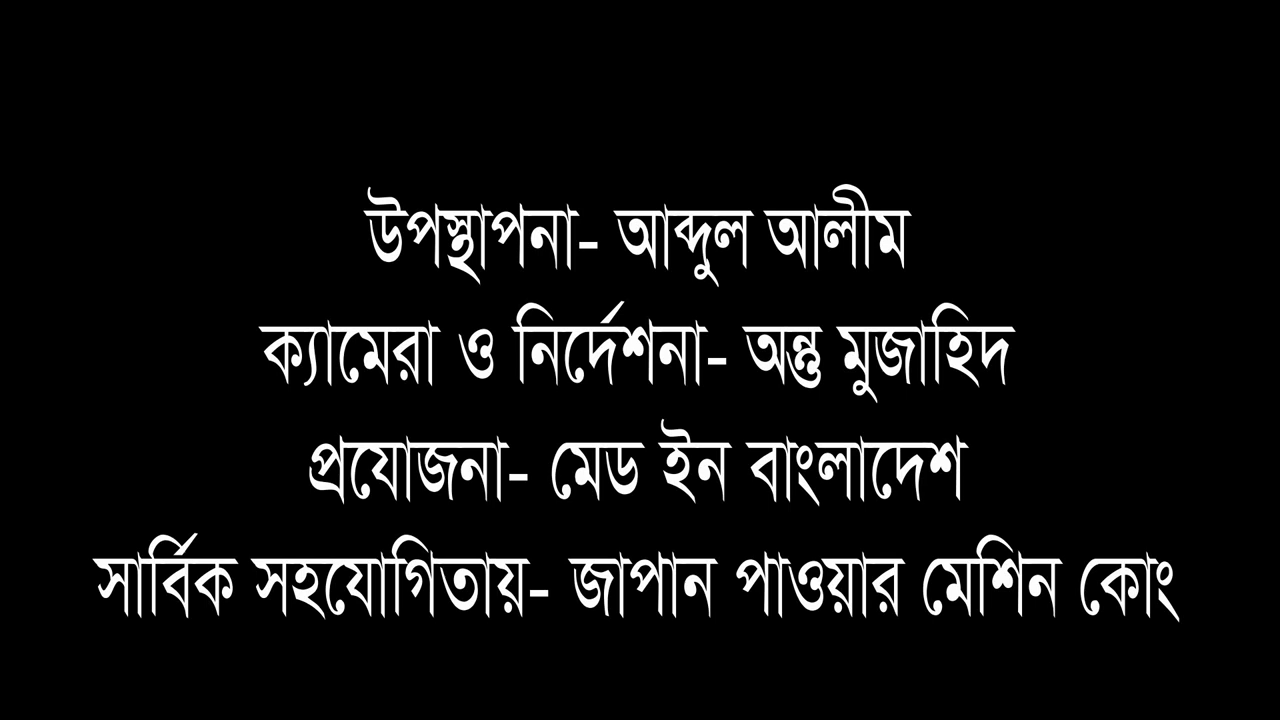 উপস্থাপনা- আব্দুল আলীম
ক্যামেরা ও নির্দেশনা- অন্তু মুজাহিদ
প্রযোজনা- মেড ইন বাংলাদেশ
সার্বিক সহযোগিতায়- জাপান পাওয়ার মেশিন কোং